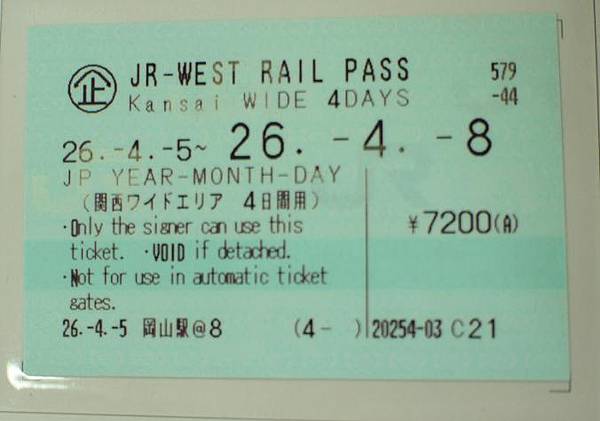 企 JR-WEST RAIL PASS 579
Kansai WIDE 4DAYS -44
26.-4.-5~ 26.-4.-8
JP YEAR-MONTH-DAY
(関西ワイドエリア 4日間用)
・Only the signer can use this ¥7200(A)
ticket. ・VOID if detached.
・Not for use in automatic ticket
gates.
26.-4.-5 岡山駅@8 (4- ) 20254-03 C21